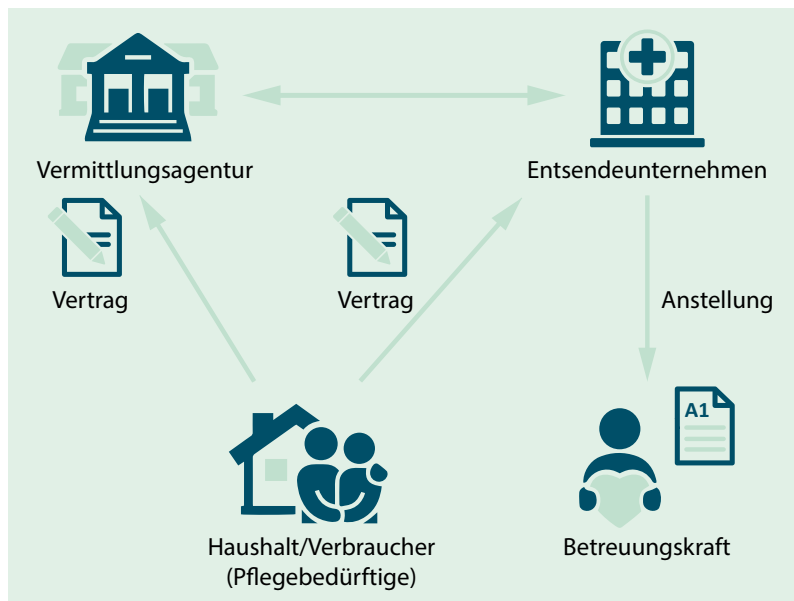 Vermittlungsagentur
Entsendeunternehmen
Vertrag
Vertrag
Anstellung
A1
Haushalt/Verbraucher
(Pflegebedürftige)
Betreuungskraft